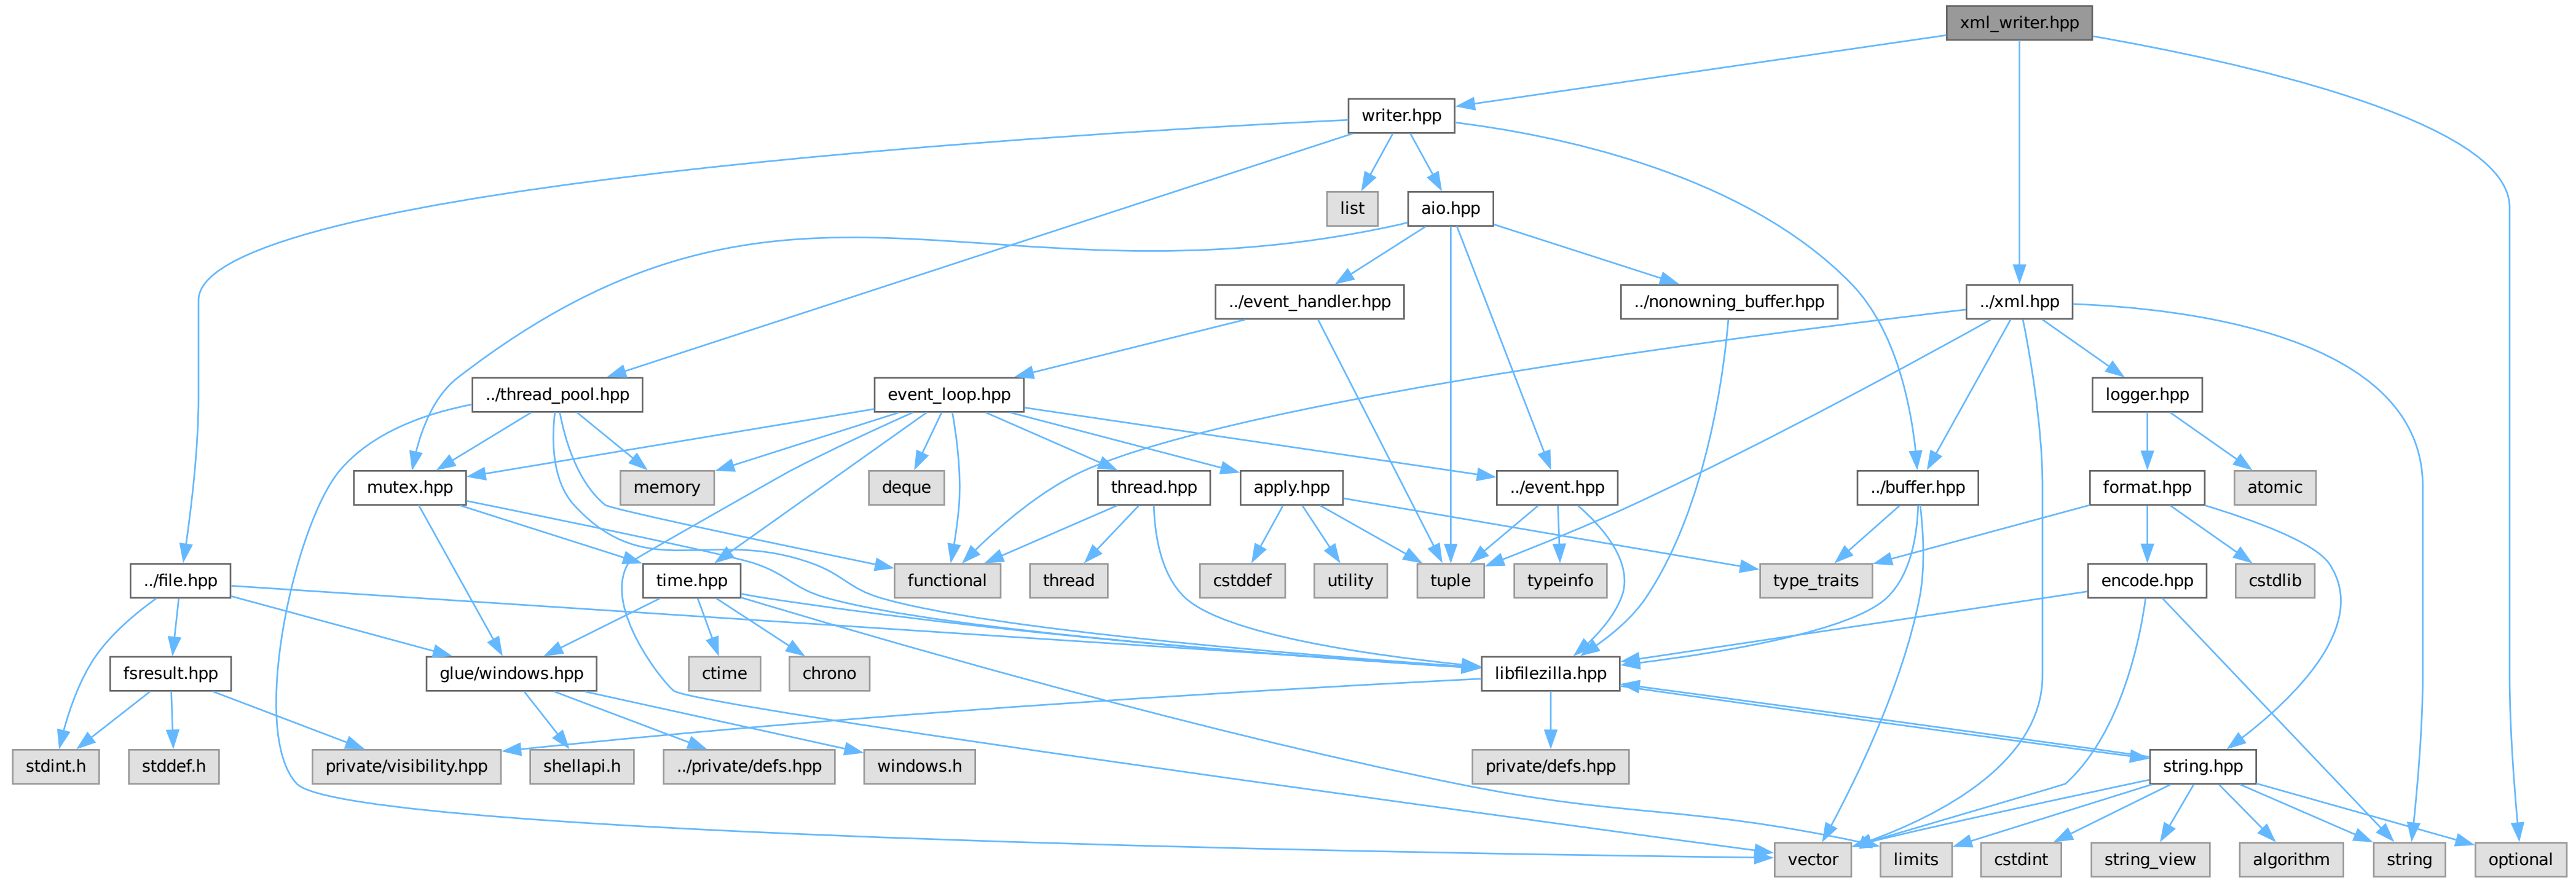 xml_writer.hpp
writer.hpp
list
aio.hpp
../event_handler.hpp
../nonowning_buffer.hpp
../xml.hpp
../thread_pool.hpp
event_loop.hpp
logger.hpp
mutex.hpp
memory
deque
thread.hpp
apply.hpp
../event.hpp
../buffer.hpp
format.hpp
atomic
../file.hpp
time.hpp
functional
thread
cstddef
utility
tuple
typeinfo
type_traits
encode.hpp
cstdlib
fsresult.hpp
glue/windows.hpp
ctime
chrono
libfilezilla.hpp
stdint.h
stddef.h
private/visibility.hpp
shellapi.h
../private/defs.hpp
windows.h
private/defs.hpp
string.hpp
vector
limits
cstdint
string_view
algorithm
string
optional